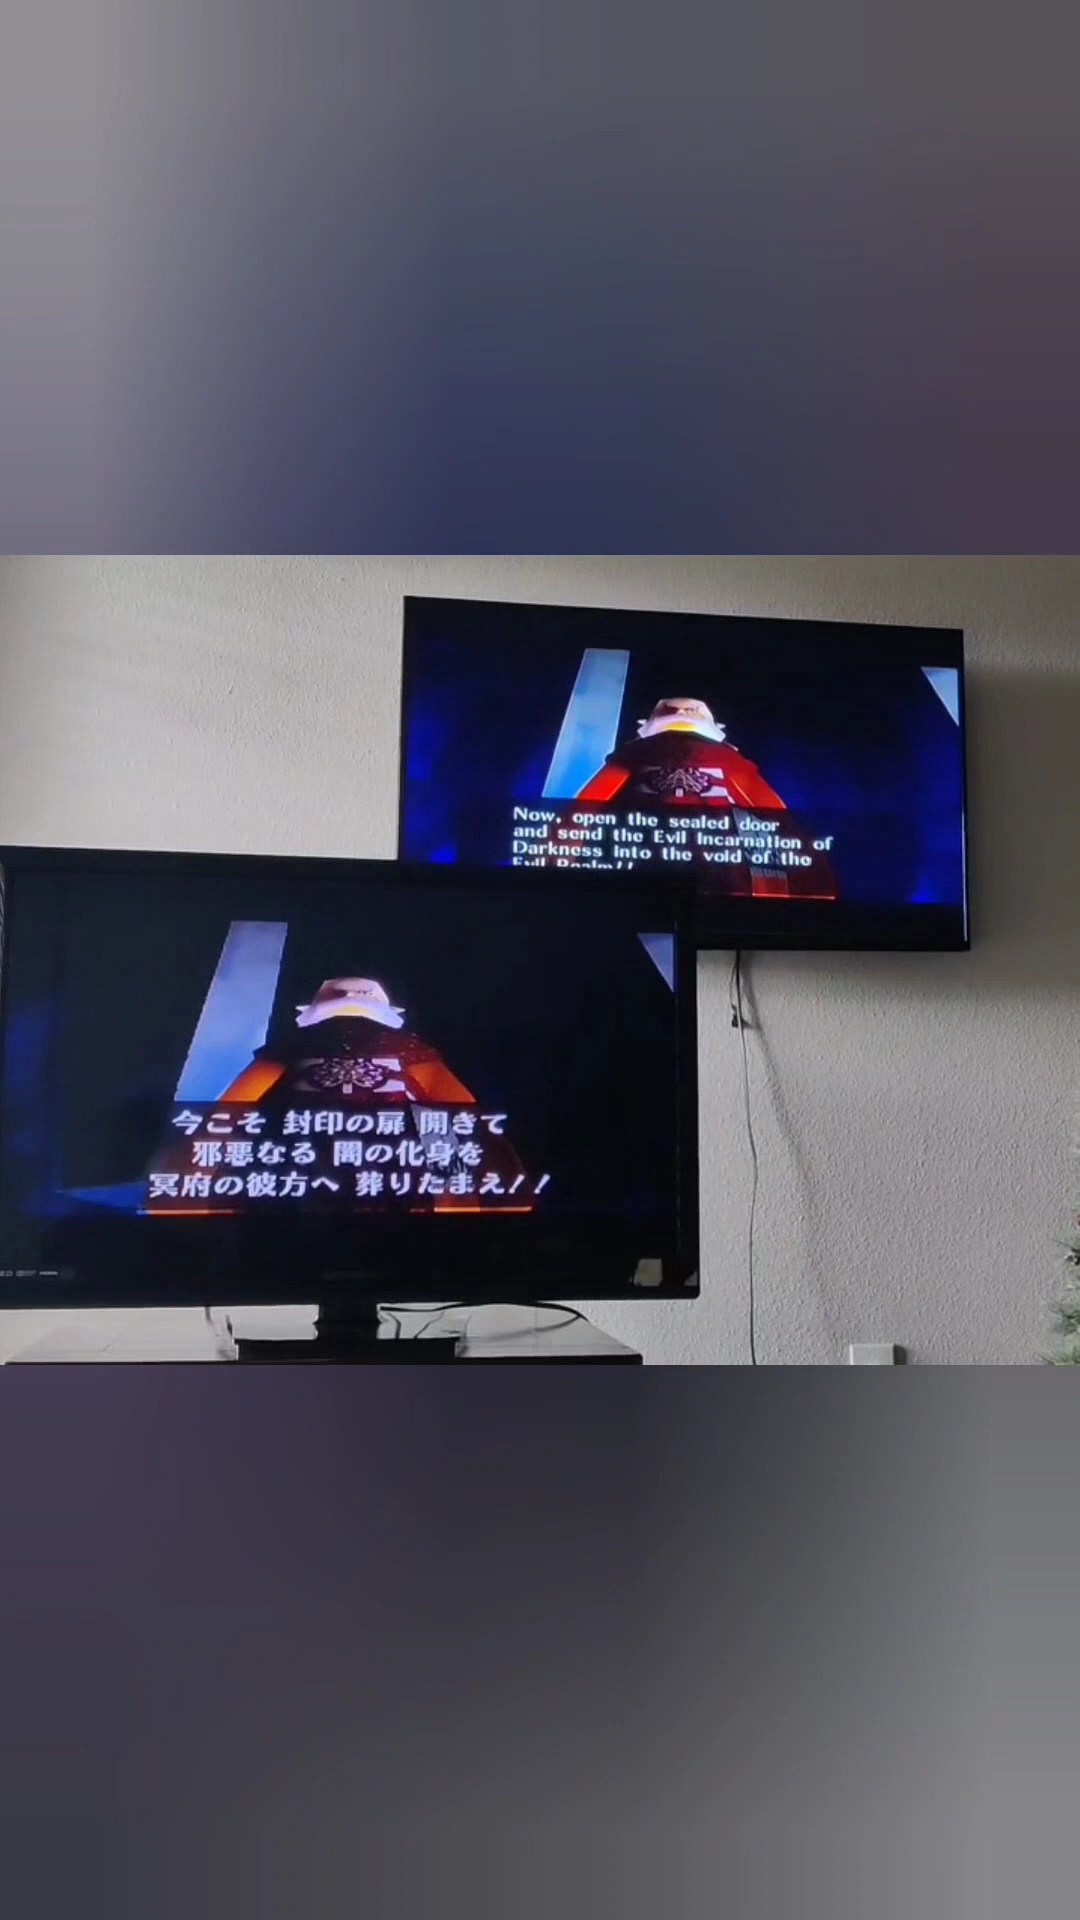 Now, open the sealed door
and send the Evil Incarnation of
Darkness into the void of the
Evil Realm!!
今こそ 封印の扉 開きて
邪悪なる 闇の化身を
冥府の彼方へ 葬りたまえ!!